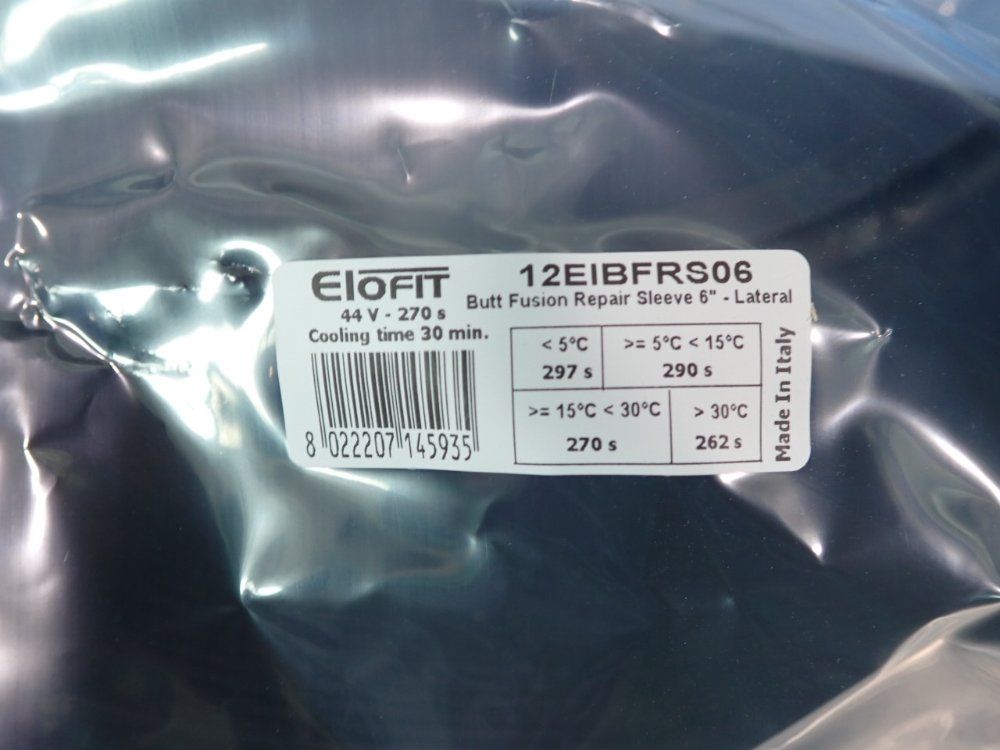 ElOFIT
44 V - 270 s
Cooling time 30 min.
8 022207 145935
12EIBFRS06
Butt Fusion Repair Sleeve 6" - Lateral
< 5°C >= 5°C < 15°C
297 s 290 s
>= 15°C < 30°C > 30°C
270 s 262 s
Made In Italy